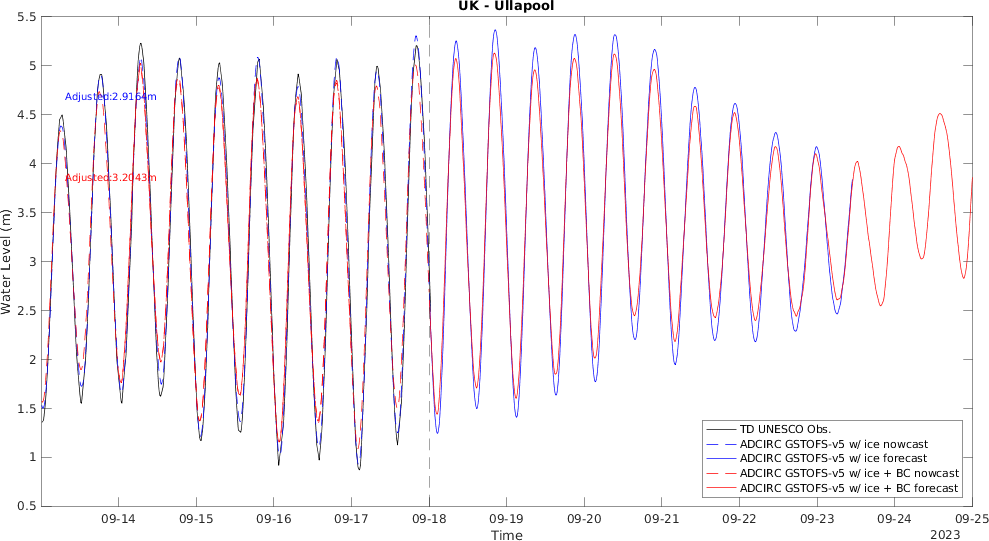 UK - Ullapool
5.5
5
4.5
4
3.5
3
2.5
2
1.5
1
0.5
Water Level (m)
Adjusted:2.9164m
Adjusted:3.2043m
TD UNESCO Obs.
ADCIRC GSTOFS-v5 w/ ice nowcast
ADCIRC GSTOFS-v5 w/ ice forecast
ADCIRC GSTOFS-v5 w/ ice + BC nowcast
ADCIRC GSTOFS-v5 w/ ice + BC forecast
09-14 09-15 09-16 09-17 09-18 09-19 09-20 09-21 09-22 09-23 09-24 09-25
Time
2023